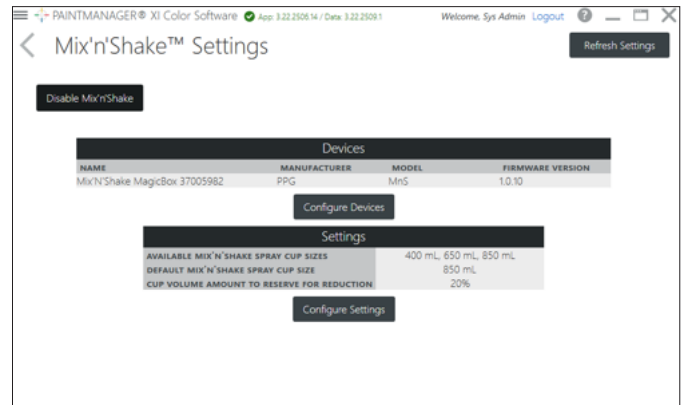 PAINTMANAGER® XI Color Software App: 3.22.2506.14 / Data: 3.22.2509.1 Welcome, Sys Admin Logout ?
Mix'n'Shake™ Settings Refresh Settings
Disable Mix'n'Shake
Devices
NAME MANUFACTURER MODEL FIRMWARE VERSION
Mix'N'Shake MagicBox 37005982 PPG MnS 1.0.10
Configure Devices
Settings
AVAILABLE MIX'N'SHAKE SPRAY CUP SIZES 400 mL, 650 mL, 850 mL
DEFAULT MIX'N'SHAKE SPRAY CUP SIZE 850 mL
CUP VOLUME AMOUNT TO RESERVE FOR REDUCTION 20%
Configure Settings